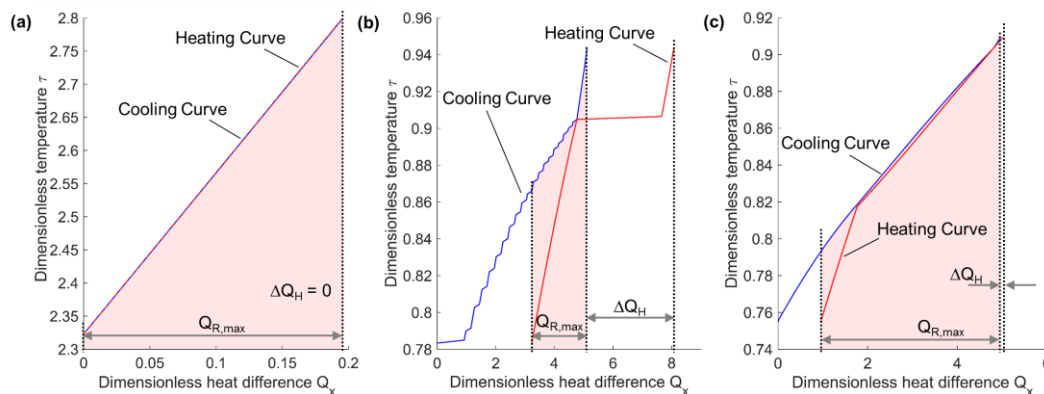 (a)
2.8
2.75
2.7
2.65
2.6
2.55
2.5
2.45
2.4
2.35
2.3
0
0.05
0.1
0.15
0.2
Dimensionless temperature τ
Dimensionless heat difference Qx
Heating Curve
Cooling Curve
ΔQH = 0
QR,max
(b)
0.96
0.94
0.92
0.9
0.88
0.86
0.84
0.82
0.8
0.78
0
2
4
6
8
Dimensionless temperature τ
Dimensionless heat difference Qx
Heating Curve
Cooling Curve
QR,max
ΔQH
(c)
0.92
0.9
0.88
0.86
0.84
0.82
0.8
0.78
0.76
0.74
0
2
4
Dimensionless temperature τ
Dimensionless heat difference Qx
Cooling Curve
Heating Curve
ΔQH
QR,max